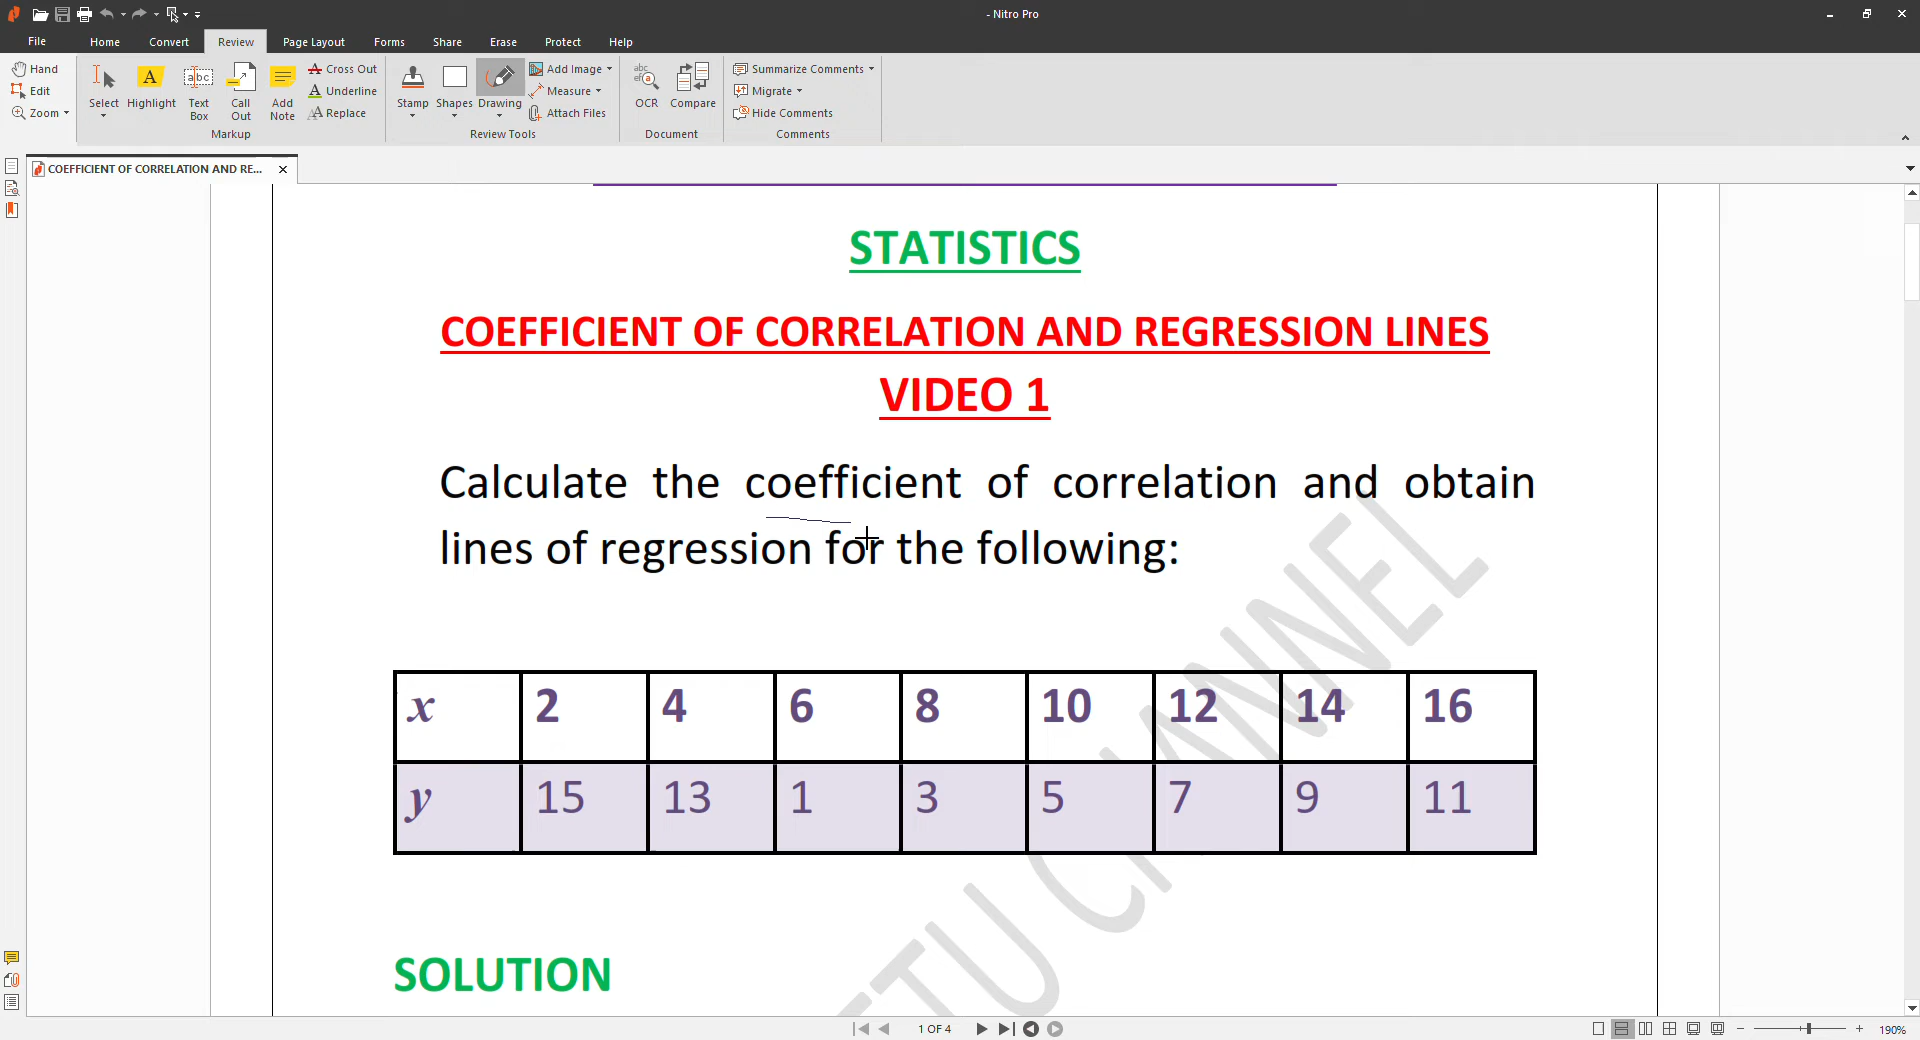 - Nitro Pro
File Home Convert Review Page Layout Forms Share Erase Protect Help
Hand
Edit
Zoom
Select
Highlight
Text Box
Call Out
Add Note
Cross Out
Underline
Replace
Markup
Stamp
Shapes
Drawing
Add Image
Measure
Attach Files
Review Tools
OCR
Compare
Document
Summarize Comments
Migrate
Hide Comments
Comments
COEFFICIENT OF CORRELATION AND RE...
STATISTICS
COEFFICIENT OF CORRELATION AND REGRESSION LINES
VIDEO 1
Calculate the coefficient of correlation and obtain
lines of regression for the following:
x 2 4 6 8 10 12 14 16
y 15 13 1 3 5 7 9 11
SOLUTION
TU CHANNEL
1 OF 4
190%